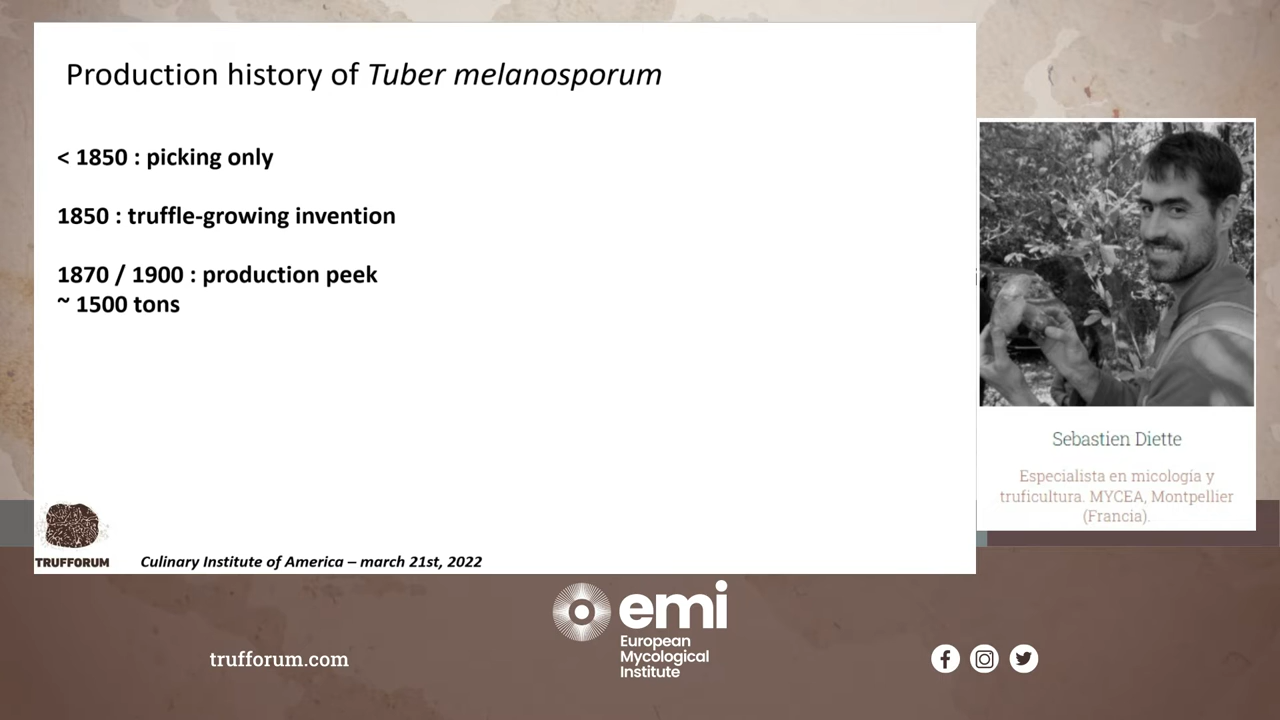 Production history of Tuber melanosporum
< 1850 : picking only
1850 : truffle-growing invention
1870 / 1900 : production peek
~ 1500 tons
TRUFFORUM
Culinary Institute of America – march 21st, 2022
Sebastien Diette
Especialista en micología y
truficultura. MYCEA, Montpellier
(Francia).
trufforum.com
emi
European
Mycological
Institute